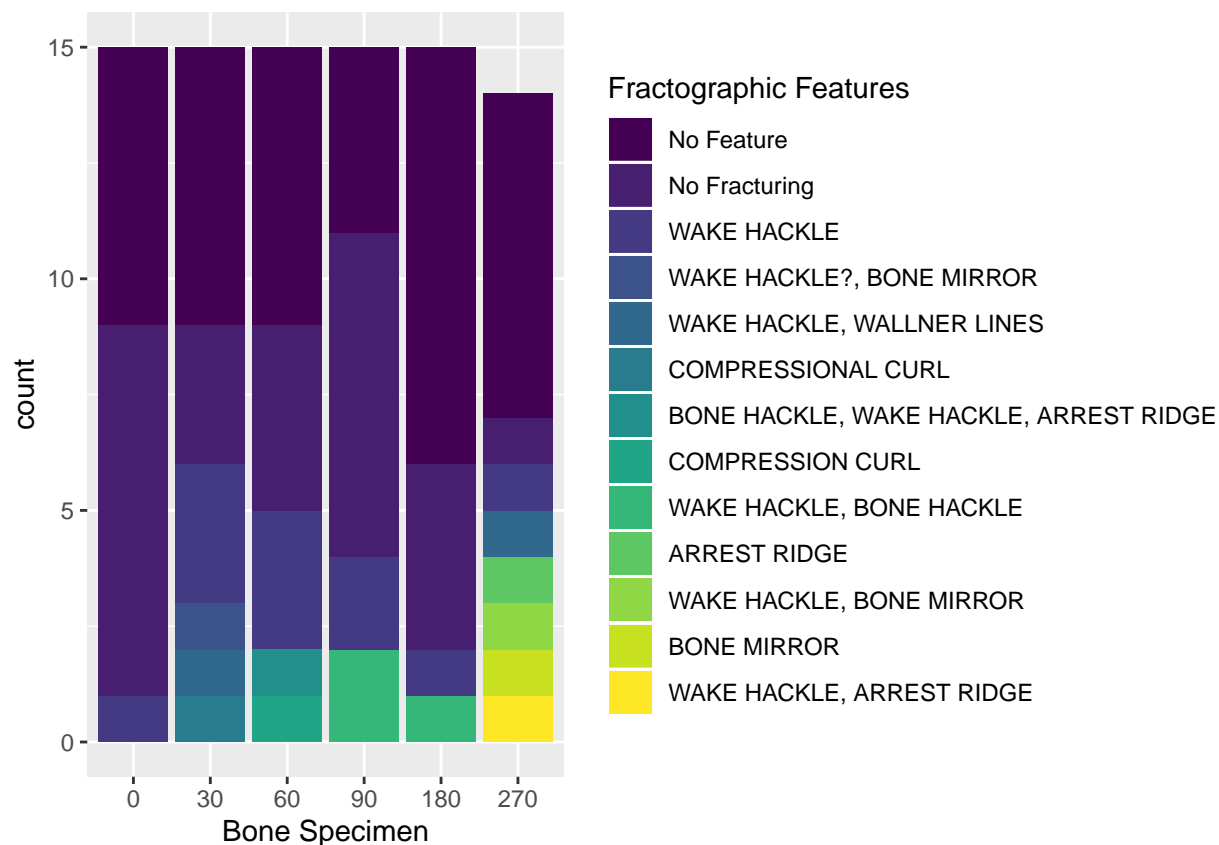 15
10
5
0
count
0 30 60 90 180 270
Bone Specimen
Fractographic Features
No Feature
No Fracturing
WAKE HACKLE
WAKE HACKLE?, BONE MIRROR
WAKE HACKLE, WALLNER LINES
COMPRESSIONAL CURL
BONE HACKLE, WAKE HACKLE, ARREST RIDGE
COMPRESSION CURL
WAKE HACKLE, BONE HACKLE
ARREST RIDGE
WAKE HACKLE, BONE MIRROR
BONE MIRROR
WAKE HACKLE, ARREST RIDGE